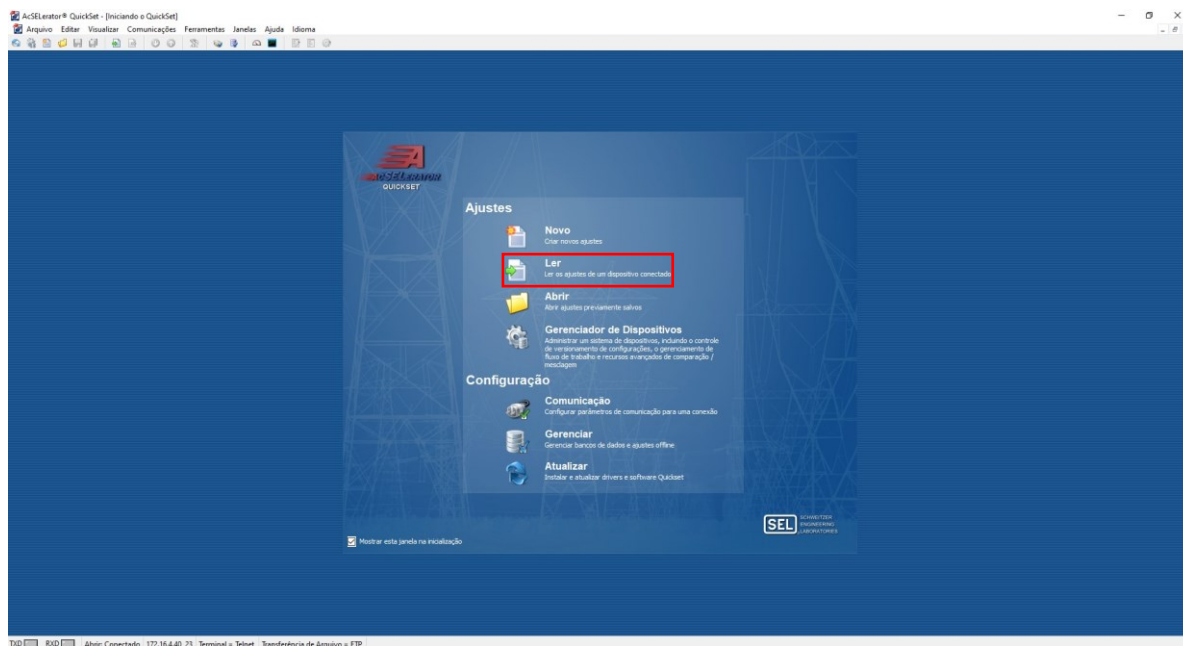 AcSELerator® QuickSet - [Iniciando o QuickSet]
Arquivo Editar Visualizar Comunicações Ferramentas Janelas Ajuda Idioma
ACSELERATOR
QUICKSET
Ajustes
Novo
Criar novos ajustes
Ler
Ler os ajustes de um dispositivo conectado
Abrir
Abrir ajustes previamente salvos
Gerenciador de Dispositivos
Administrar um sistema de dispositivos, incluindo o controle
de versionamento de configurações, o gerenciamento de
fluxo de trabalho e recursos avançados de comparação /
mesclagem
Configuração
Comunicação
Configurar parâmetros de comunicação para uma conexão
Gerenciar
Gerenciar bancos de dados e ajustes offline
Atualizar
Instalar e atualizar drivers e software Quickset
SEL SCHWEITZER
ENGINEERING
LABORATORIES
Mostrar esta janela na inicialização
TXD RXD Abrir: Conectado 172.16.4.40 23 Terminal = Telnet Transferência de Arquivo = FTP